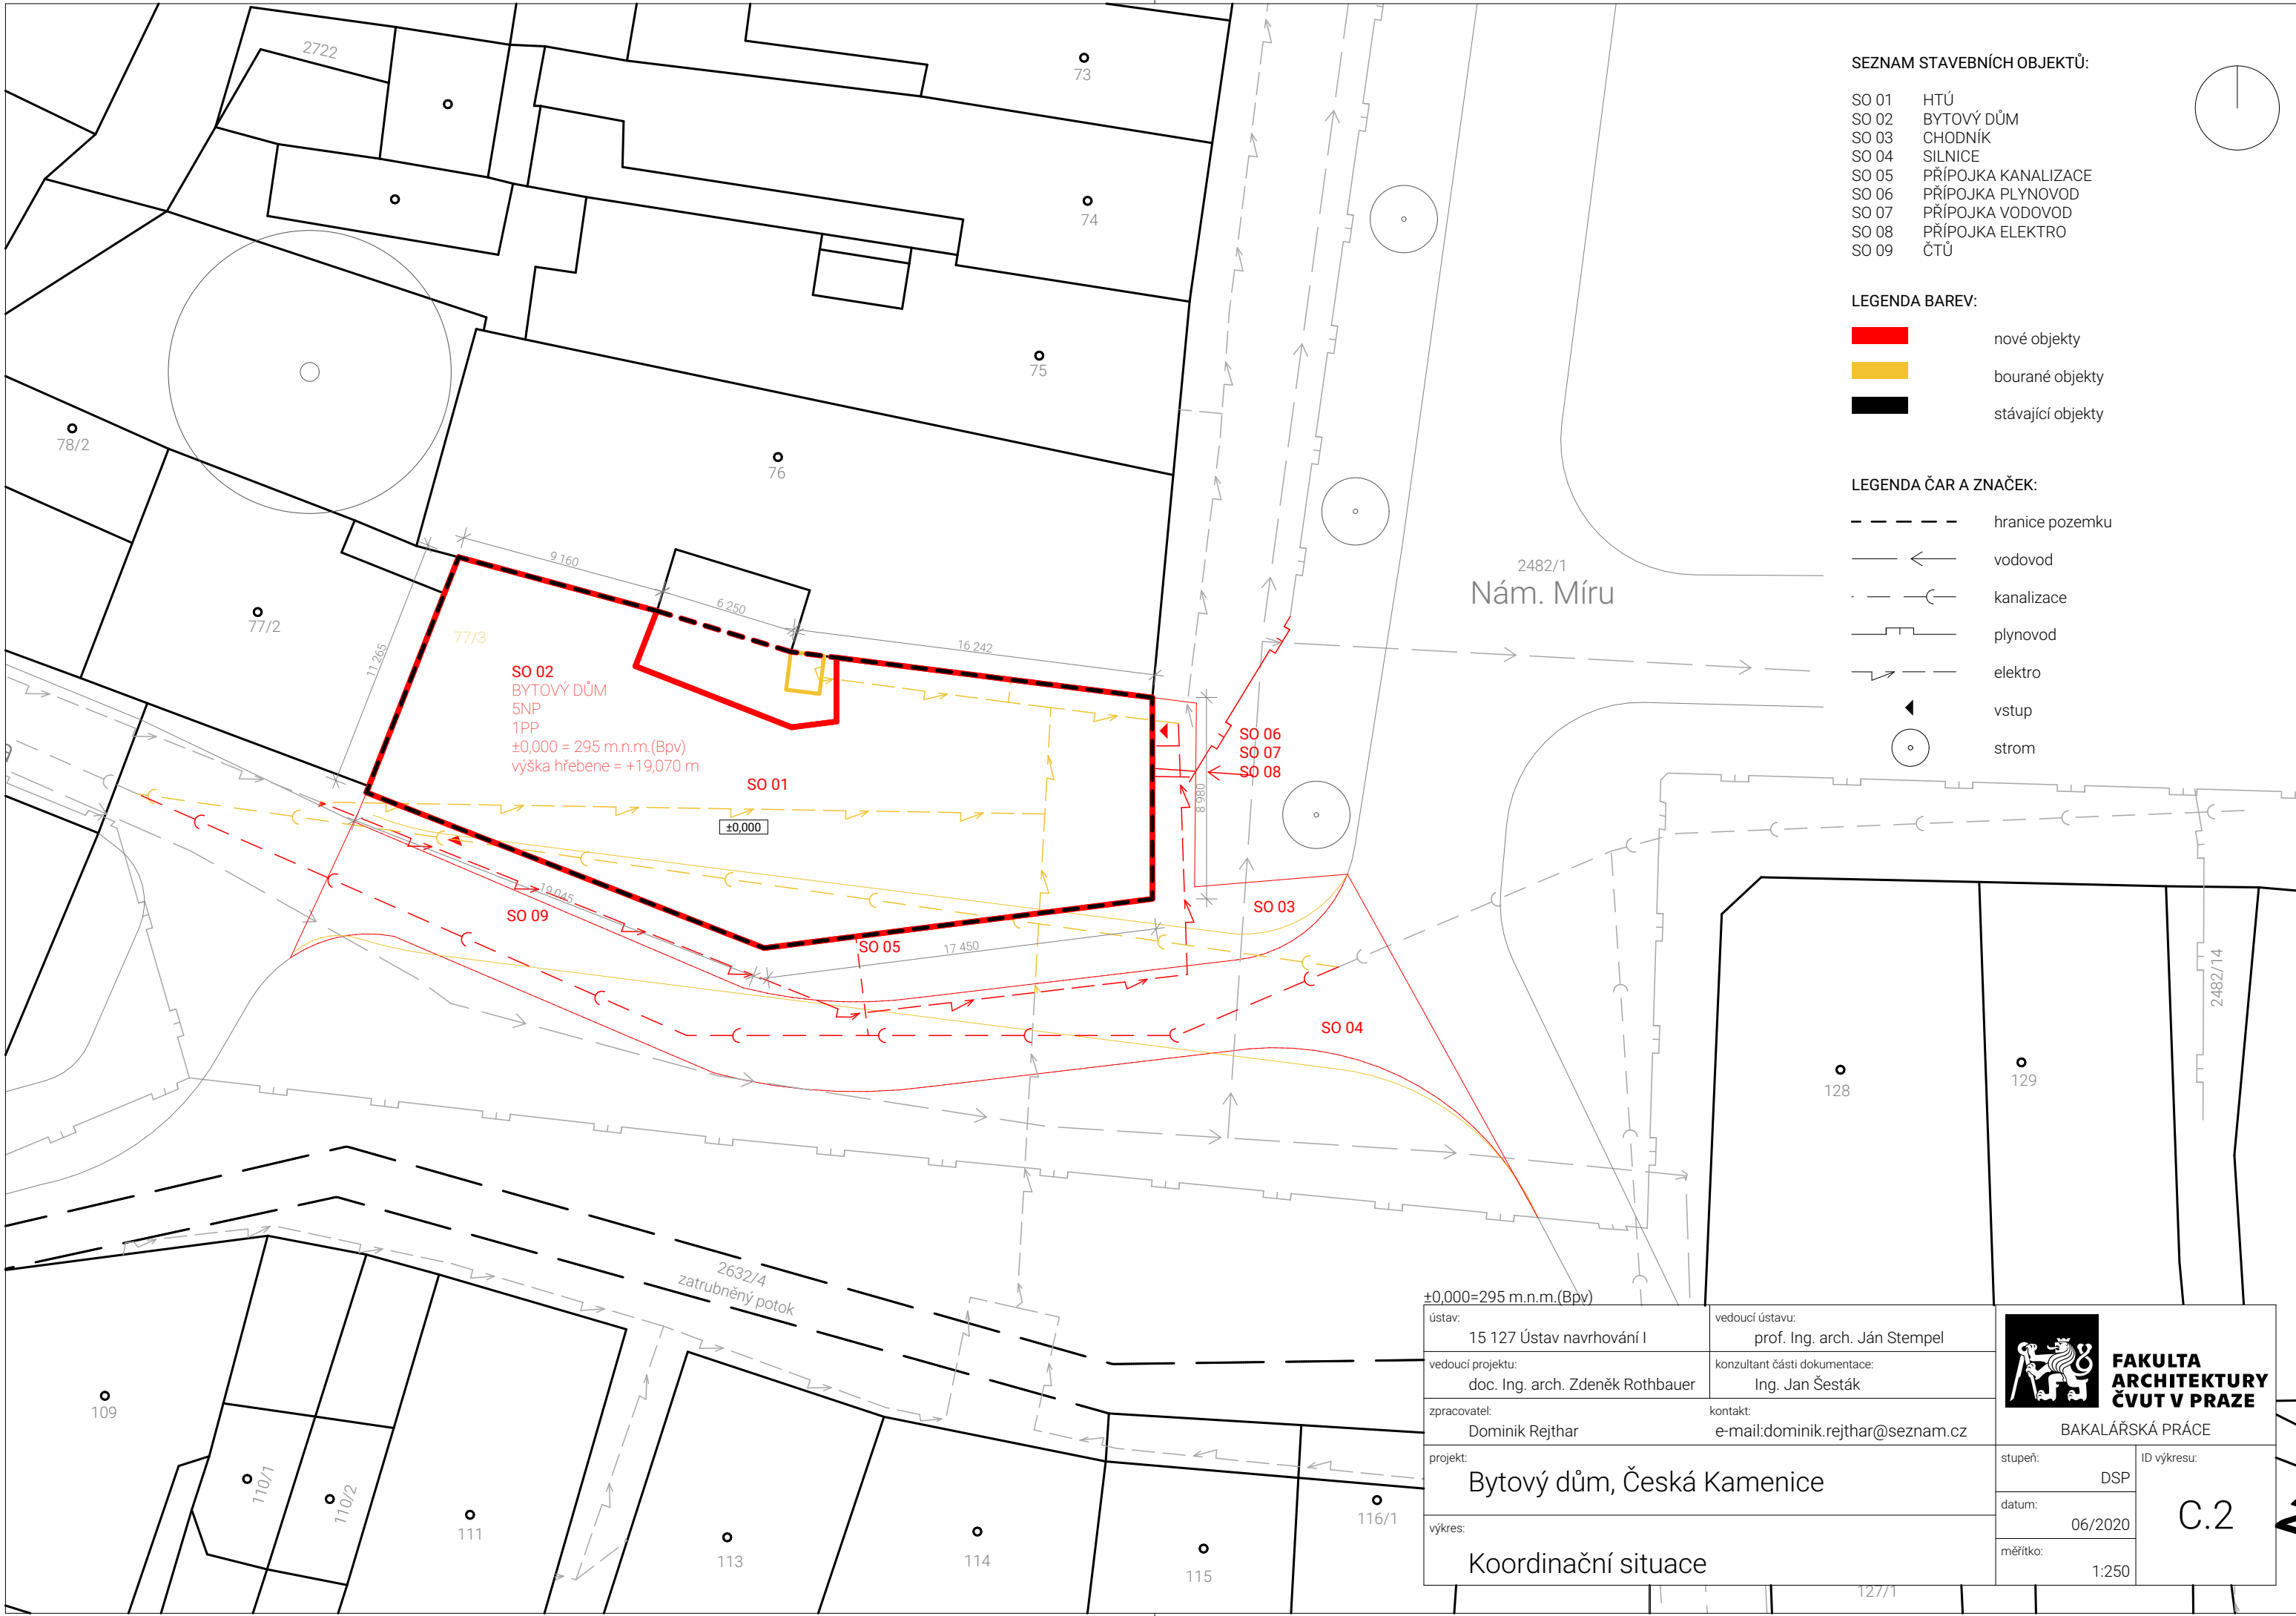 2722
73
74
75
76
78/2
77/2
77/3
9 160
6 250
16 242
11 265
8 980
19 045
17 450
SO 02
BYTOVÝ DŮM
5NP
1PP
±0,000 = 295 m.n.m.(Bpv)
výška hřebene = +19,070 m
SO 01
±0,000
SO 06
SO 07
SO 08
SO 09
SO 05
SO 03
SO 04
2482/1
Nám. Míru
2482/14
128
129
2632/4
zatrubněný potok
109
110/1
110/2
111
113
114
115
116/1
127/1
SEZNAM STAVEBNÍCH OBJEKTŮ:
SO 01 HTÚ
SO 02 BYTOVÝ DŮM
SO 03 CHODNÍK
SO 04 SILNICE
SO 05 PŘÍPOJKA KANALIZACE
SO 06 PŘÍPOJKA PLYNOVOD
SO 07 PŘÍPOJKA VODOVOD
SO 08 PŘÍPOJKA ELEKTRO
SO 09 ČTŮ
LEGENDA BAREV:
nové objekty
bourané objekty
stávající objekty
LEGENDA ČAR A ZNAČEK:
hranice pozemku
vodovod
kanalizace
plynovod
elektro
vstup
strom
±0,000=295 m.n.m.(Bpv)
ústav:
15 127 Ústav navrhování I
vedoucí ústavu:
prof. Ing. arch. Ján Stempel
vedoucí projektu:
doc. Ing. arch. Zdeněk Rothbauer
konzultant části dokumentace:
Ing. Jan Šesták
zpracovatel:
Dominik Rejthar
kontakt:
e-mail:dominik.rejthar@seznam.cz
projekt:
Bytový dům, Česká Kamenice
výkres:
Koordinační situace
FAKULTA
ARCHITEKTURY
ČVUT V PRAZE
BAKALÁŘSKÁ PRÁCE
stupeň:
DSP
datum:
06/2020
měřítko:
1:250
ID výkresu:
C.2